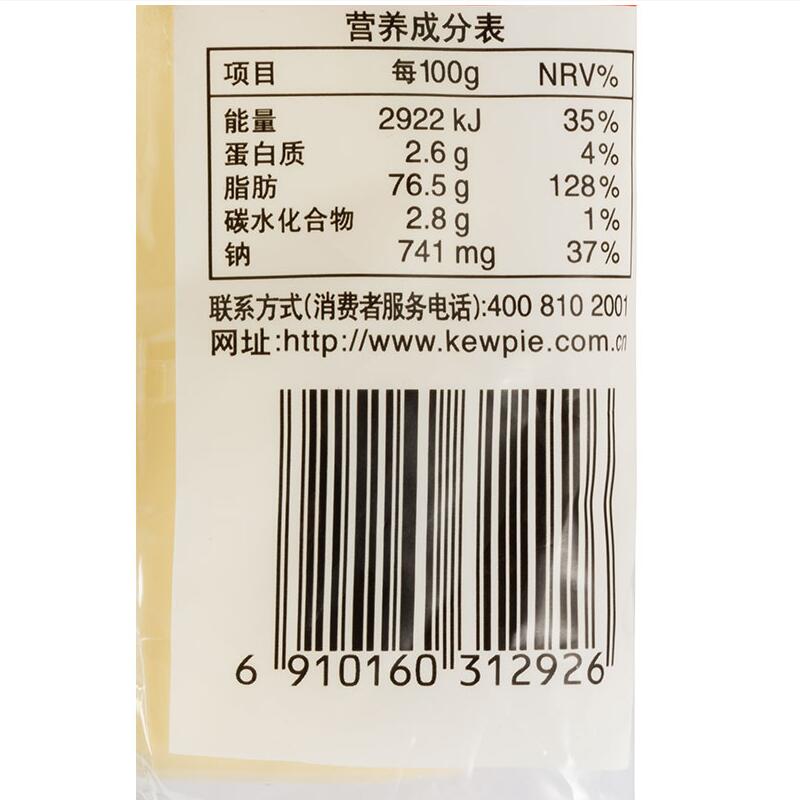 营养成分表
项目 每100g NRV%
能量 2922 kJ 35%
蛋白质 2.6 g 4%
脂肪 76.5 g 128%
碳水化合物 2.8 g 1%
钠 741 mg 37%
联系方式(消费者服务电话):400 810 2001
网址:http://www.kewpie.com.cn
6 910160 312926